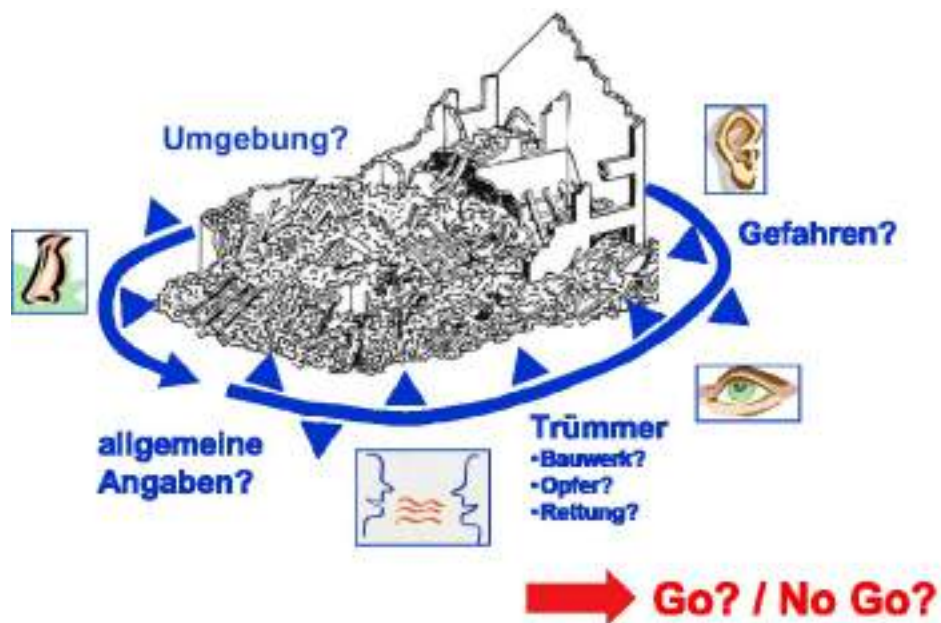 Umgebung?
Gefahren?
allgemeine
Angaben?
Trümmer
•Bauwerk?
•Opfer?
•Rettung?
Go? / No Go?